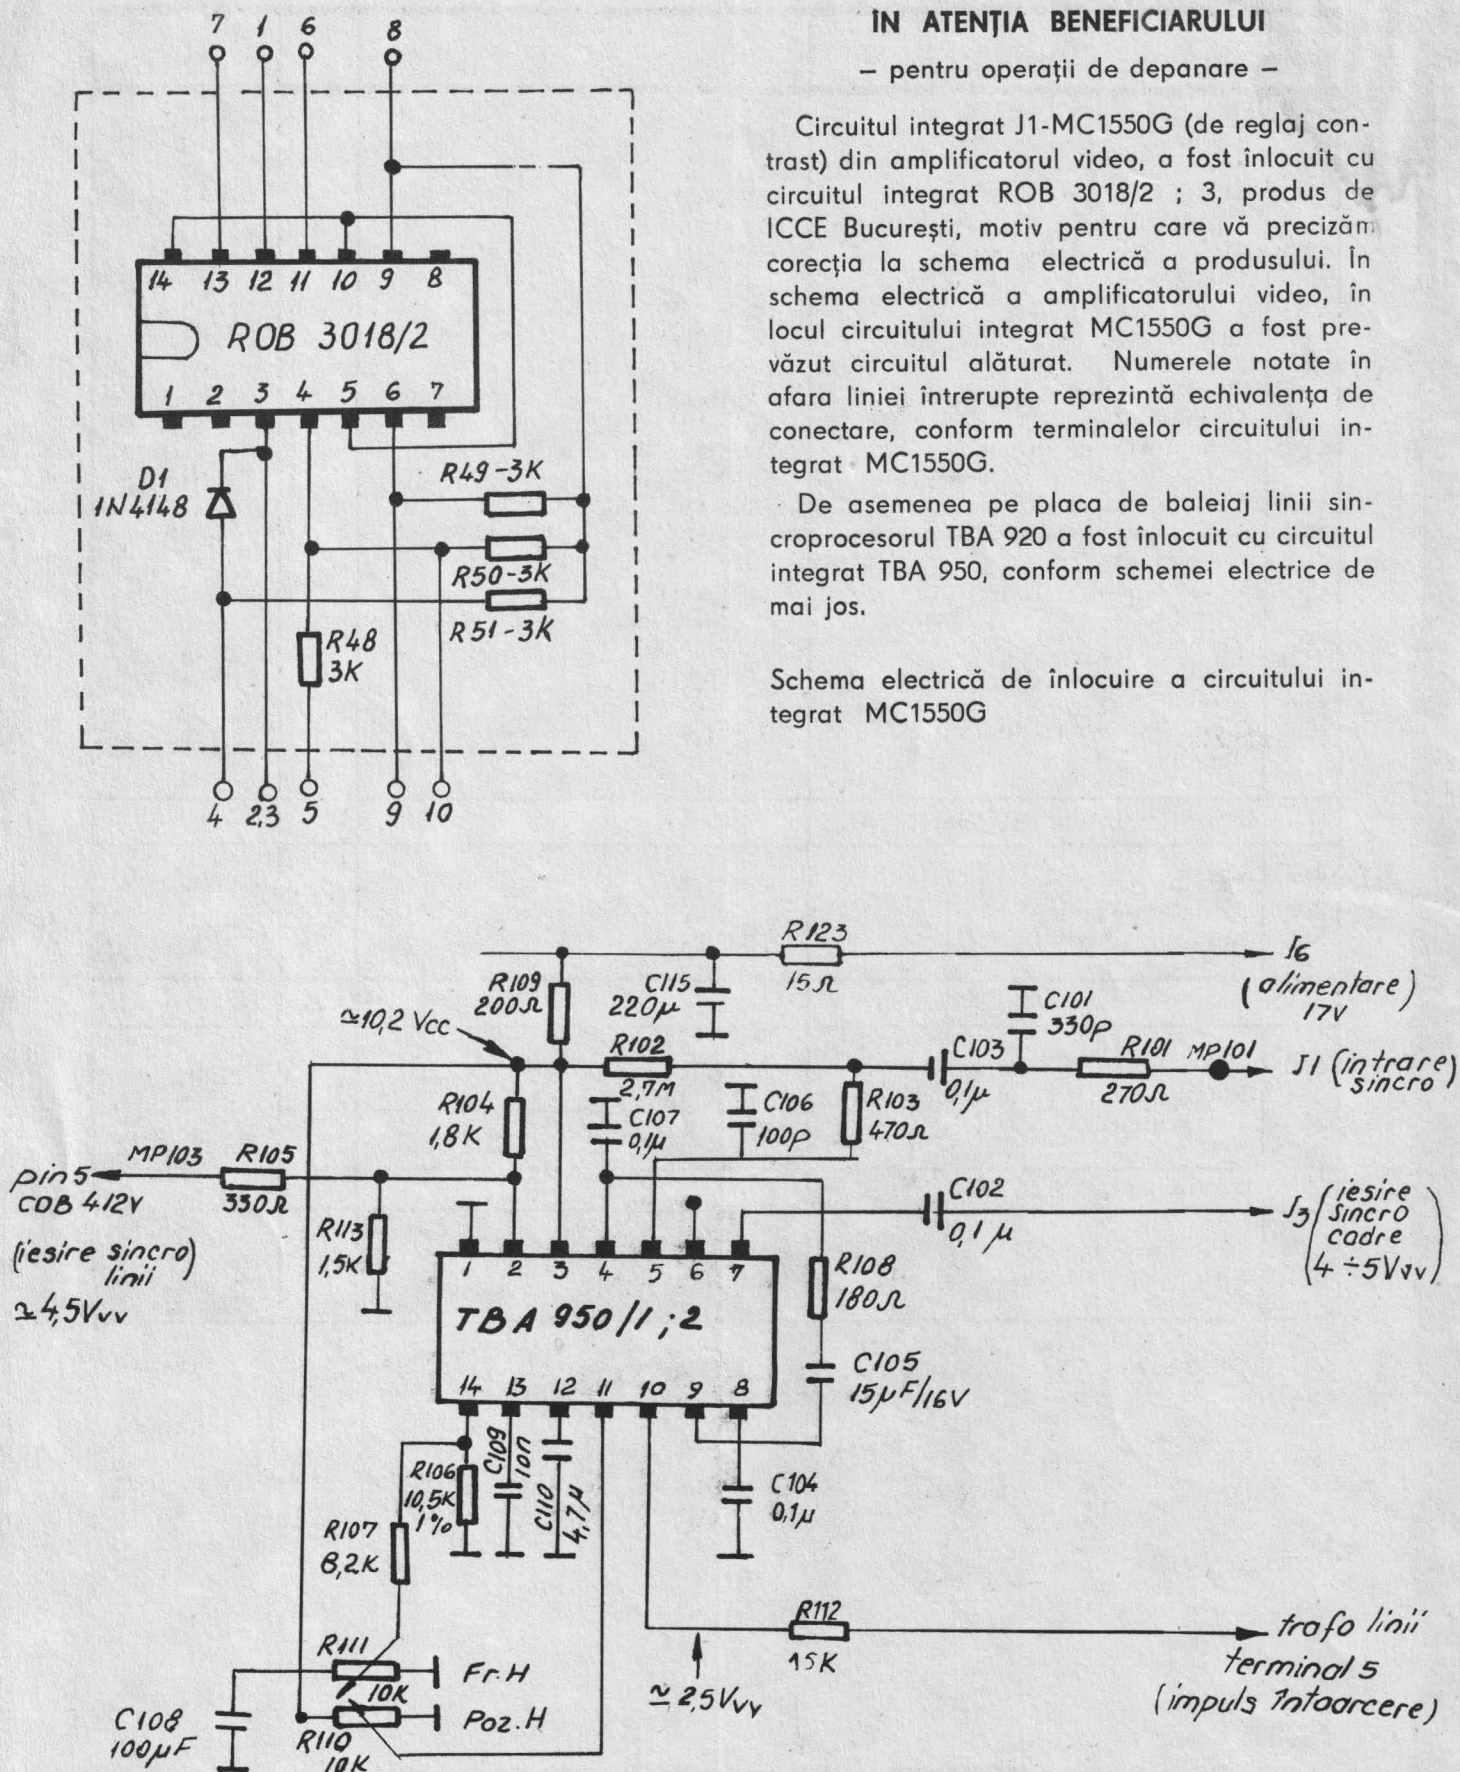 7 1 6 8
14 13 12 11 10 9 8
ROB 3018/2
1 2 3 4 5 6 7
D1
1N4148
R49-3K
R50-3K
R51-3K
R48
3K
4 2,3 5 9 10
IN ATENȚIA BENEFICIARULUI
– pentru operații de depanare –
Circuitul integrat J1-MC1550G (de reglaj con-
trast) din amplificatorul video, a fost înlocuit cu
circuitul integrat ROB 3018/2 ; 3, produs de
ICCE București, motiv pentru care vă precizăm
corecția la schema electrică a produsului. În
schema electrică a amplificatorului video, în
locul circuitului integrat MC1550G a fost pre-
văzut circuitul alăturat. Numerele notate în
afara liniei întrerupte reprezintă echivalența de
conectare, conform terminalelor circuitului in-
tegrat MC1550G.
De asemenea pe placa de baleiaj linii sin-
croprocesorul TBA 920 a fost înlocuit cu circuitul
integrat TBA 950, conform schemei electrice de
mai jos.
Schema electrică de înlocuire a circuitului in-
tegrat MC1550G
R123
15Ω
J6
(alimentare)
17V
R109
200Ω
C115
220µ
≃10,2 Vcc
R102
2,7M
C101
330p
C103
0,1µ
R101
270Ω
MP101
J1 (intrare)
sincro)
R104
1,8K
C107
0,1µ
C106
100p
R103
470Ω
pin 5
COB 412V
(iesire sincro)
linii
≃4,5Vvv
MP103
R105
330Ω
R113
1,5K
C102
0,1 µ
J3 (iesire
sincro
cadre
4÷5Vvv)
1 2 3 4 5 6 7
TBA 950/1 ;2
14 13 12 11 10 9 8
R108
180Ω
C105
15µF/16V
R106
10,5K
1%
C109
10n
C110
4,7µ
C104
0,1µ
R107
8,2K
R111
10K
Fr.H
R110
10K
Poz.H
C108
100µF
≃ 2,5Vvv
R112
15K
trafo linii
terminal 5
(impuls întoarcere)